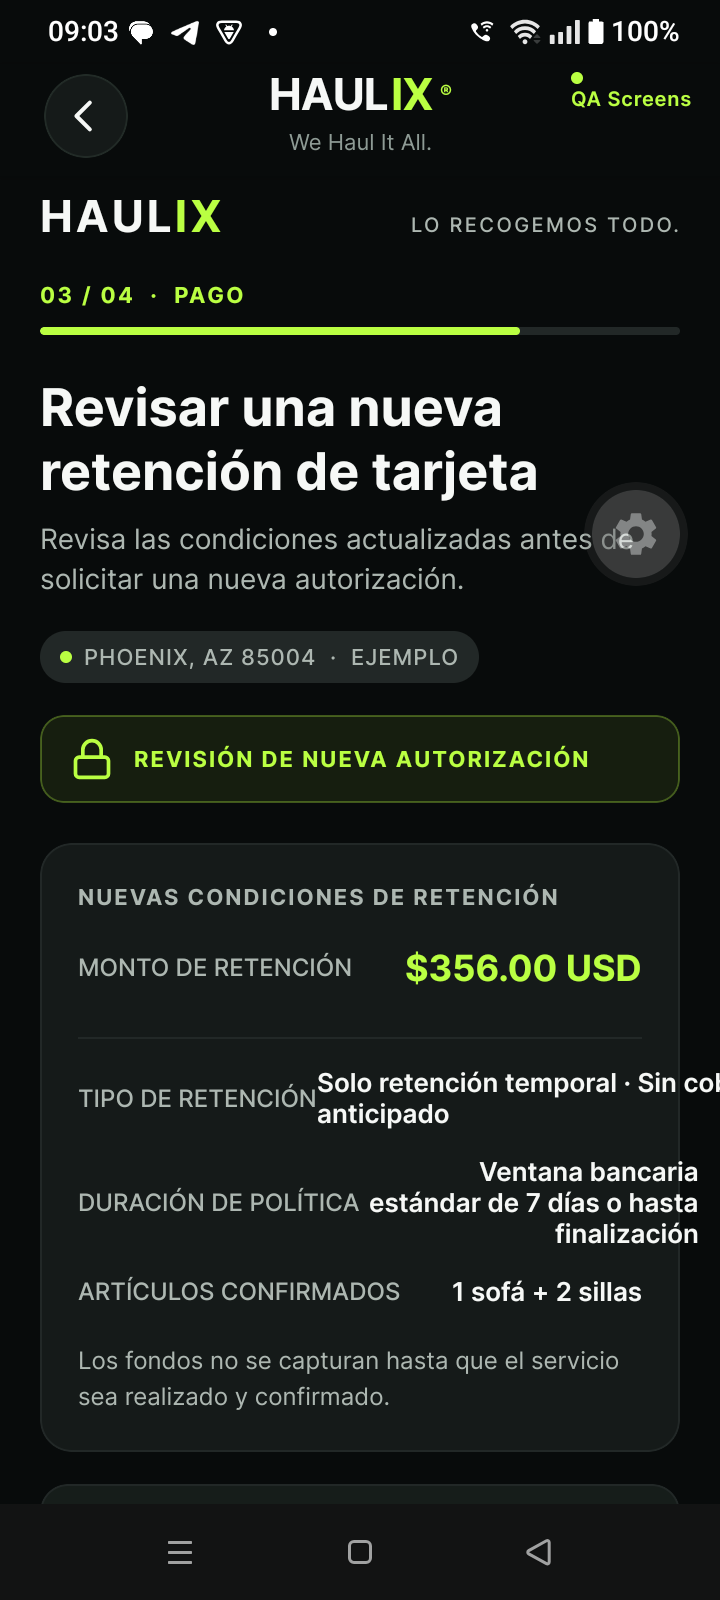 09:03
100%
HAULIX ®
QA Screens
We Haul It All.
HAULIX
LO RECOGEMOS TODO.
03 / 04 · PAGO
Revisar una nueva
retención de tarjeta
Revisa las condiciones actualizadas antes de
solicitar una nueva autorización.
PHOENIX, AZ 85004 · EJEMPLO
REVISIÓN DE NUEVA AUTORIZACIÓN
NUEVAS CONDICIONES DE RETENCIÓN
MONTO DE RETENCIÓN
$356.00 USD
TIPO DE RETENCIÓN
Solo retención temporal · Sin
anticipado
DURACIÓN DE POLÍTICA
Ventana bancaria
estándar de 7 días o hasta
finalización
ARTÍCULOS CONFIRMADOS
1 sofá + 2 sillas
Los fondos no se capturan hasta que el servicio
sea realizado y confirmado.